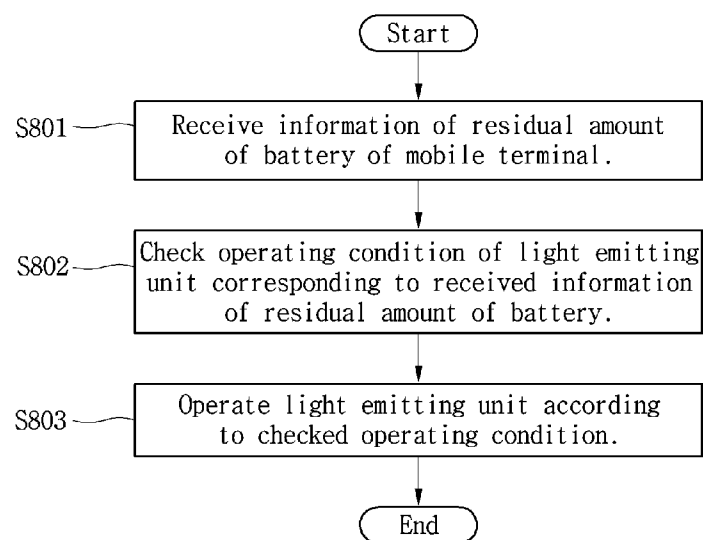 Start
S801
Receive information of residual amount
of battery of mobile terminal.
S802
Check operating condition of light emitting
unit corresponding to received information
of residual amount of battery.
S803
Operate light emitting unit according
to checked operating condition.
End